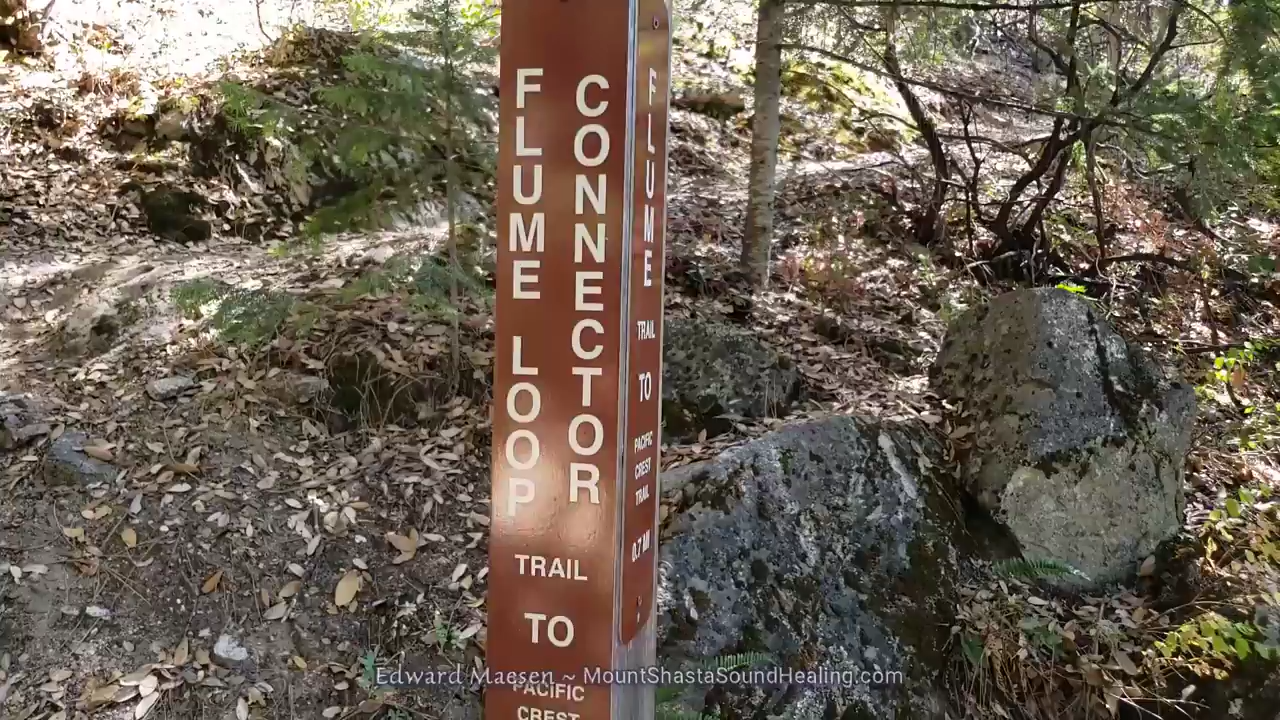 FLUME LOOP
CONNECTOR
TRAIL
TO
PACIFIC
CREST
FLUME
TRAIL
TO
PACIFIC
CREST
TRAIL
0.7 MI
Edward Maesen ~ MountShastaSoundHealing.com